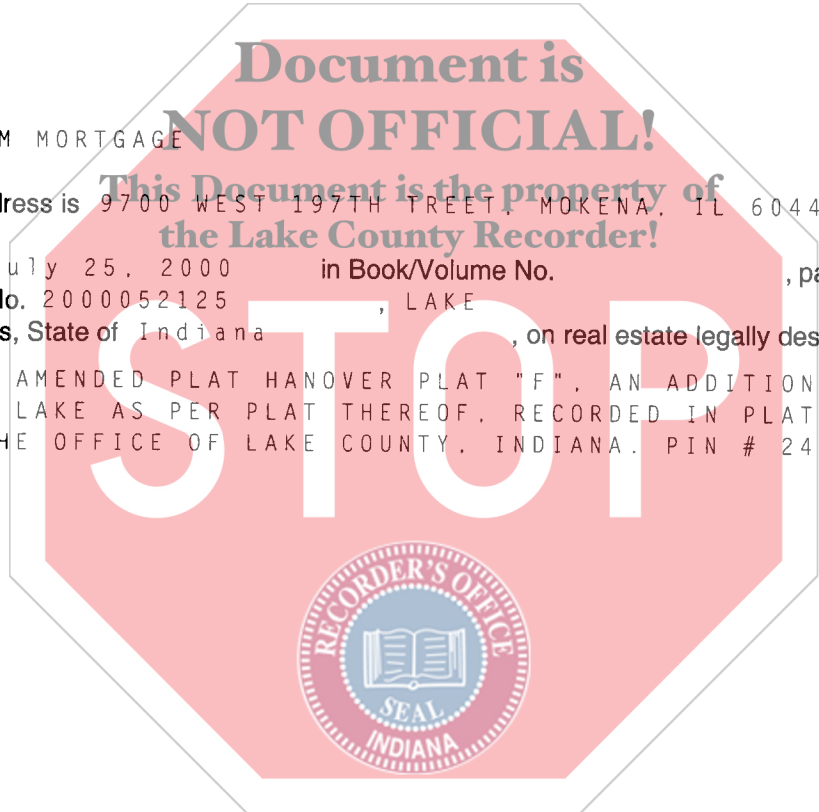 Document is
NOT OFFICIAL!
M MORTGAGE
This Document is the property of
dress is 9700 WEST 197TH TREET, MOKENA, IL 6044
the Lake County Recorder!
uly 25, 2000 in Book/Volume No. , pa
No. 2000052125 , LAKE
s, State of Indiana , on real estate legally des
AMENDED PLAT HANOVER PLAT "F", AN ADDITION
LAKE AS PER PLAT THEREOF, RECORDED IN PLAT
HE OFFICE OF LAKE COUNTY, INDIANA. PIN # 24
STOP
RECORDER'S OFFICE
SEAL
INDIANA